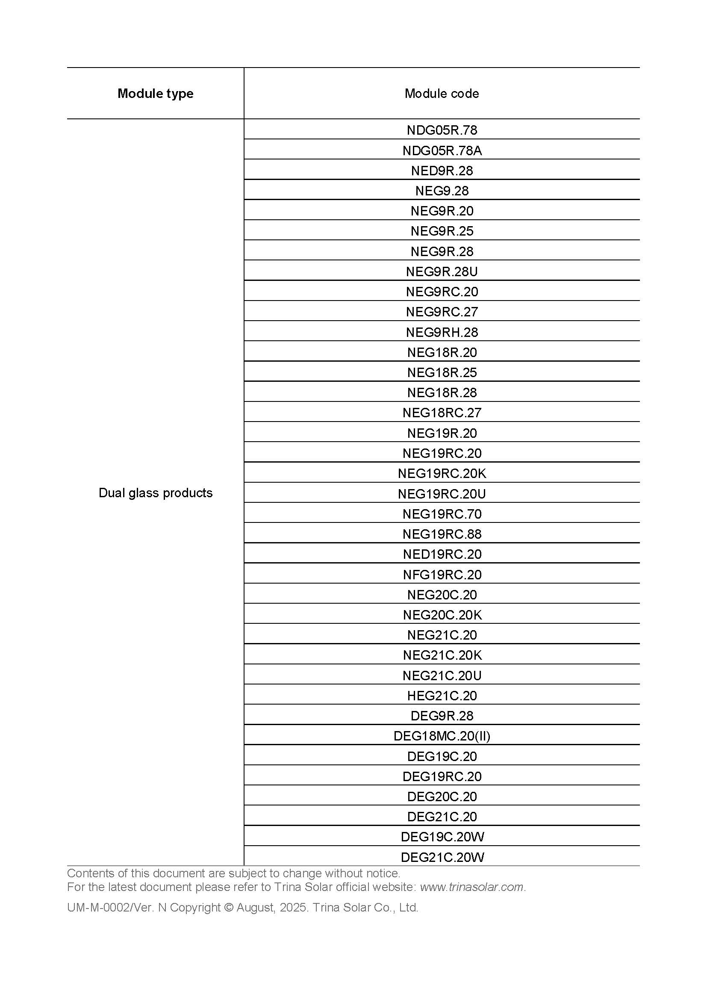 Module type
Module code
NDG05R.78
NDG05R.78A
NED9R.28
NEG9.28
NEG9R.20
NEG9R.25
NEG9R.28
NEG9R.28U
NEG9RC.20
NEG9RC.27
NEG9RH.28
NEG18R.20
NEG18R.25
NEG18R.28
NEG18RC.27
NEG19R.20
NEG19RC.20
NEG19RC.20K
Dual glass products
NEG19RC.20U
NEG19RC.70
NEG19RC.88
NED19RC.20
NFG19RC.20
NEG20C.20
NEG20C.20K
NEG21C.20
NEG21C.20K
NEG21C.20U
HEG21C.20
DEG9R.28
DEG18MC.20(II)
DEG19C.20
DEG19RC.20
DEG20C.20
DEG21C.20
DEG19C.20W
DEG21C.20W
Contents of this document are subject to change without notice.
For the latest document please refer to Trina Solar official website: www.trinasolar.com.
UM-M-0002/Ver. N Copyright © August, 2025. Trina Solar Co., Ltd.